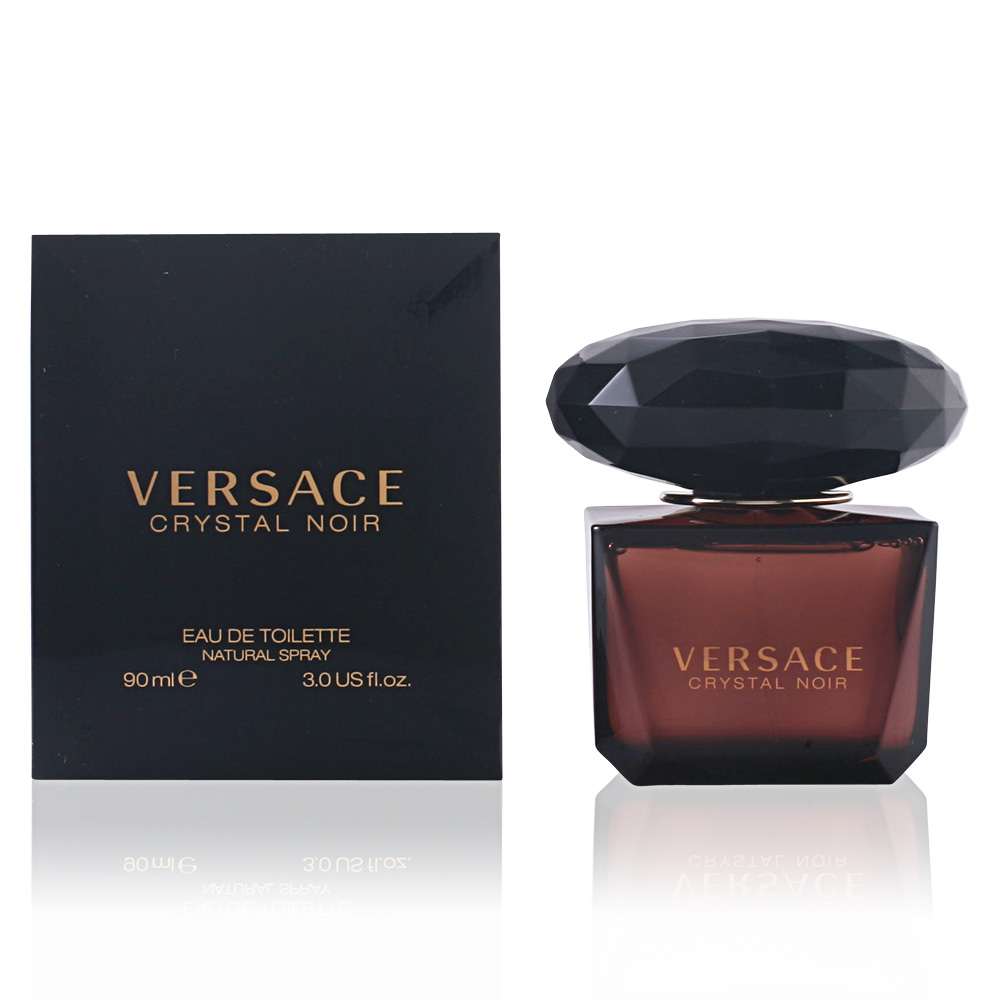 VERSACE
CRYSTAL NOIR
EAU DE TOILETTE
NATURAL SPRAY
90 ml ℮ 3.0 US fl.oz.
VERSACE
CRYSTAL NOIR